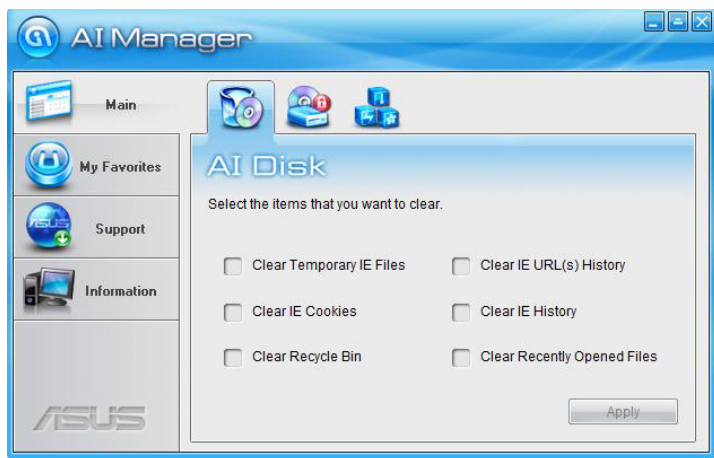 AI Manager
Main
My Favorites
ASUS
Support
Information
ASUS
AI Disk
Select the items that you want to clear.
Clear Temporary IE Files
Clear IE URL(s) History
Clear IE Cookies
Clear IE History
Clear Recycle Bin
Clear Recently Opened Files
Apply